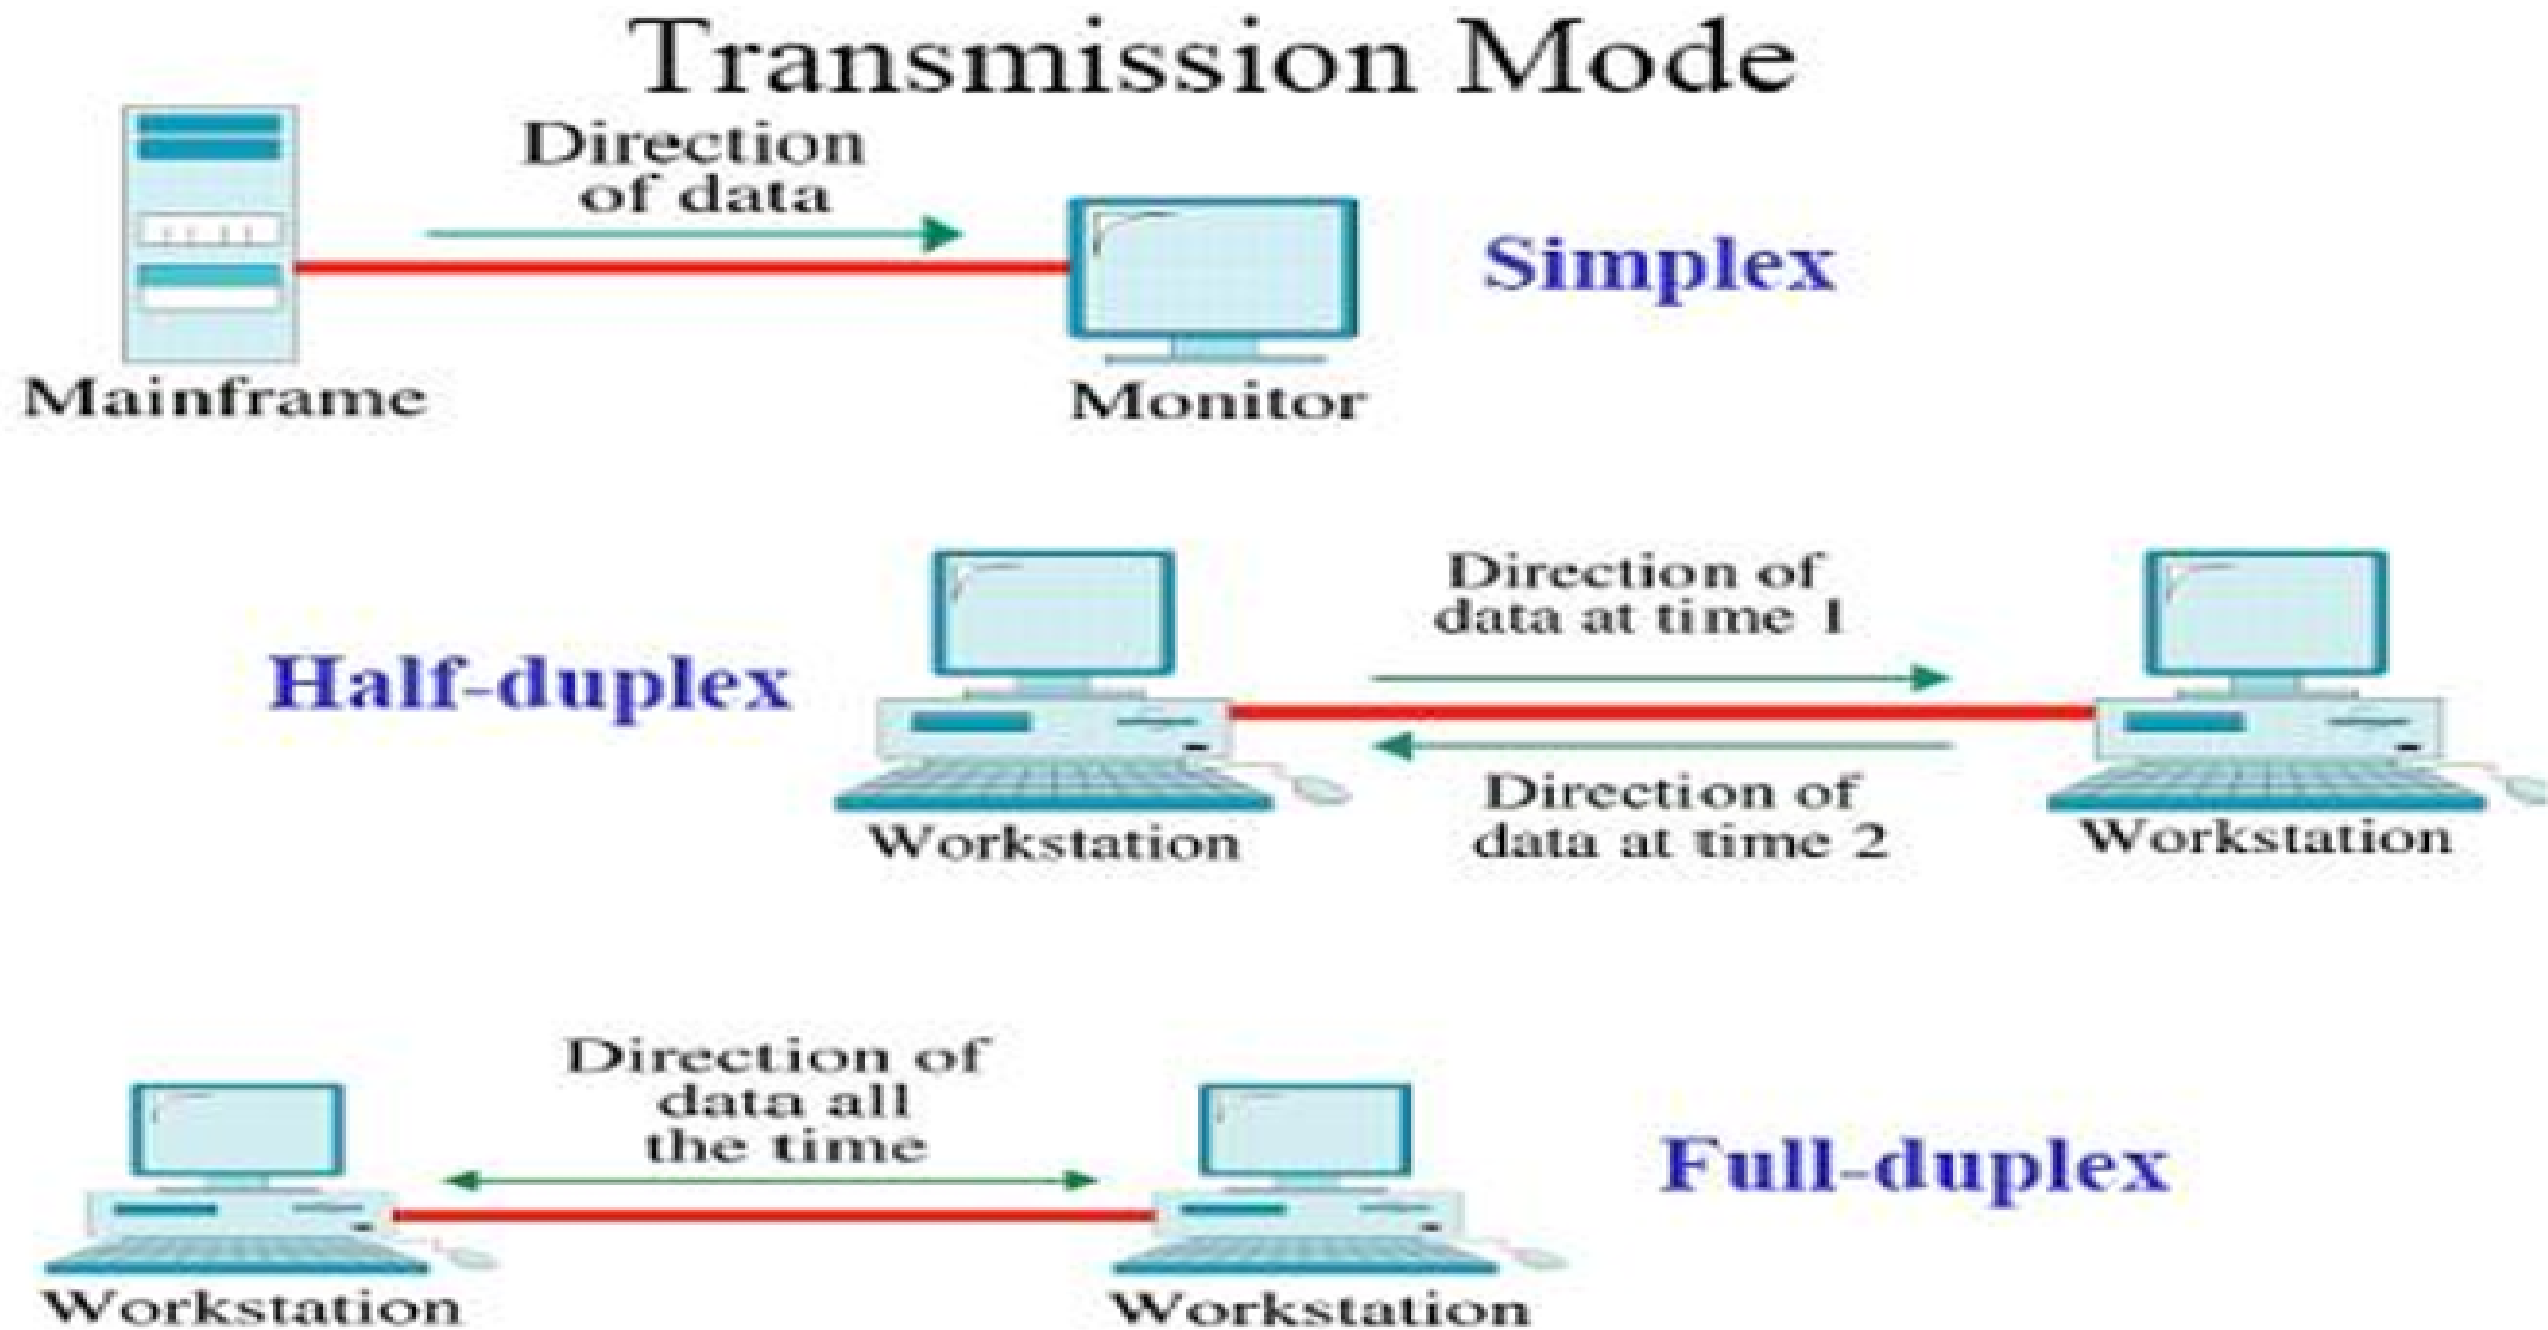 Transmission Mode
Direction
of data
Simplex
Mainframe
Monitor
Direction of
data at time 1
Half-duplex
Direction of
data at time 2
Workstation
Workstation
Direction of
data all
the time
Full-duplex
Workstation
Workstation